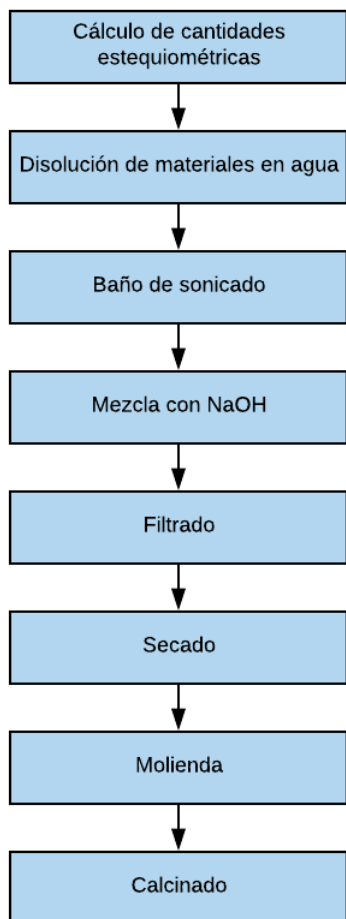 Cálculo de cantidades
estequiométricas
Disolución de materiales en agua
Baño de sonicado
Mezcla con NaOH
Filtrado
Secado
Molienda
Calcinado